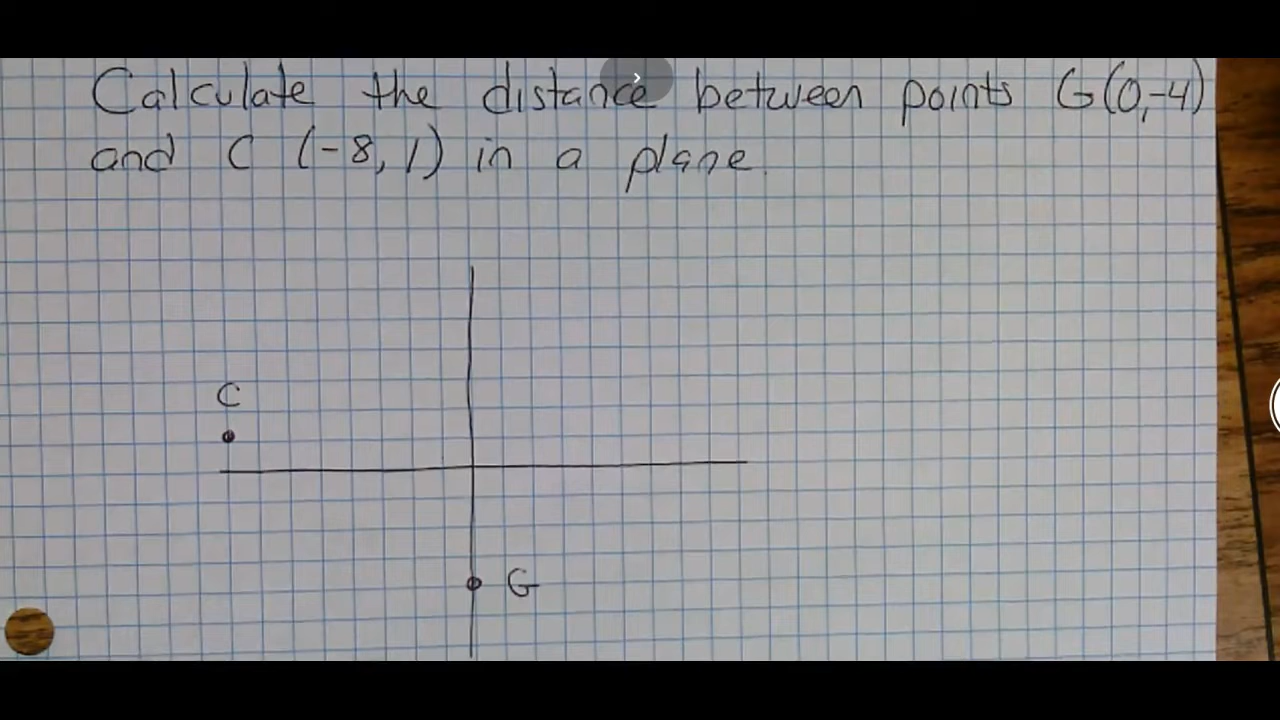 Calculate the distance between points G(0,-4)
and C (-8, 1) in a plane.
C
G